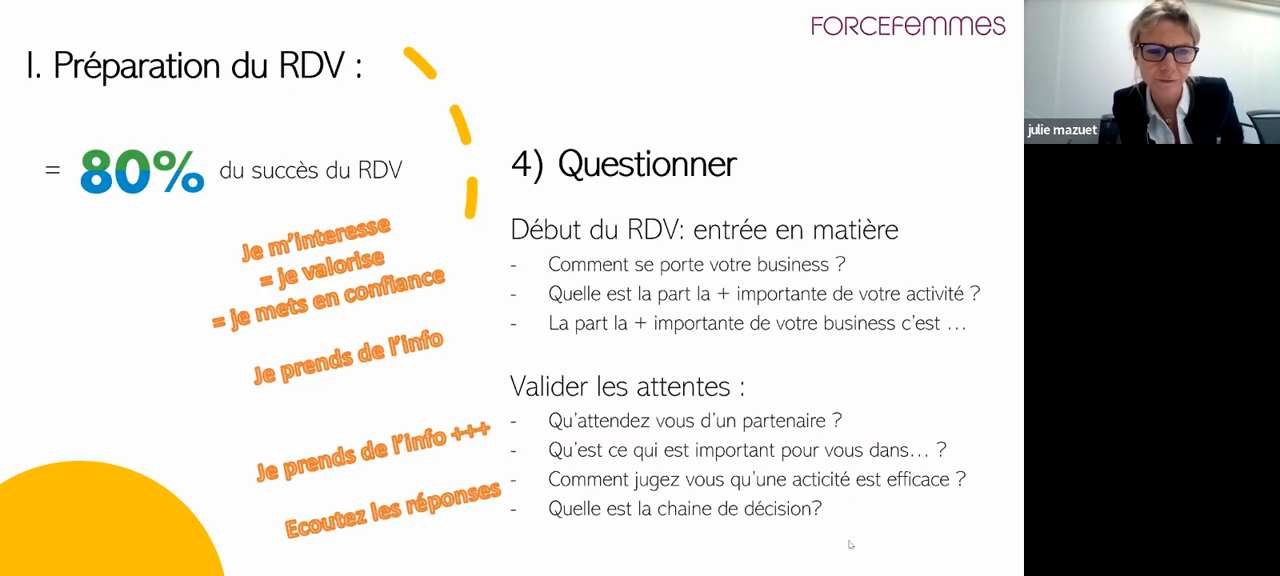 FORCEFEMMES
I. Préparation du RDV :
julie mazuet
= 80% du succès du RDV
4) Questionner
Je m'interesse
= je valorise
= je mets en confiance
Je prends de l'info
Début du RDV: entrée en matière
- Comment se porte votre business ?
- Quelle est la part la + importante de votre activité ?
- La part la + importante de votre business c'est …
Valider les attentes :
Je prends de l'info +++
Ecoutez les réponses
- Qu'attendez vous d'un partenaire ?
- Qu'est ce qui est important pour vous dans… ?
- Comment jugez vous qu'une acticité est efficace ?
- Quelle est la chaine de décision?